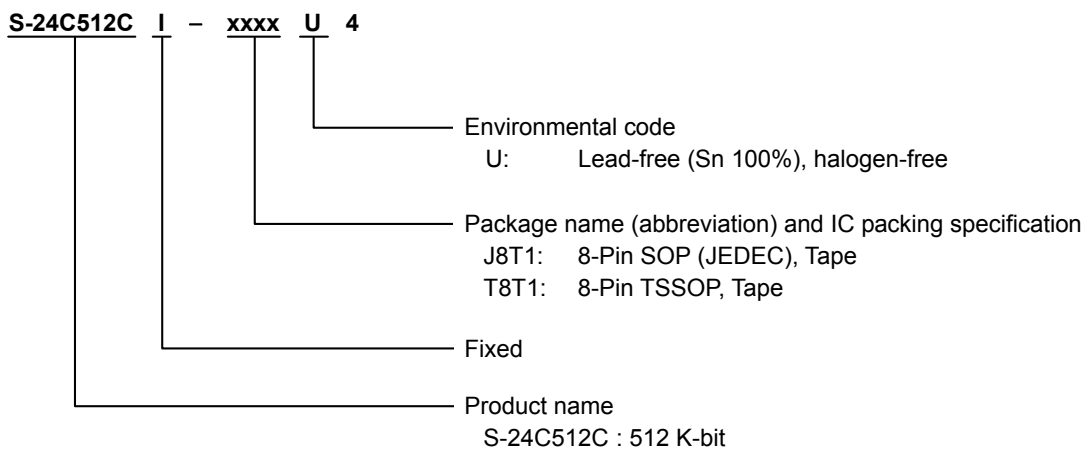 S-24C512C I – xxxx U 4
Environmental code
U: Lead-free (Sn 100%), halogen-free
Package name (abbreviation) and IC packing specification
J8T1: 8-Pin SOP (JEDEC), Tape
T8T1: 8-Pin TSSOP, Tape
Fixed
Product name
S-24C512C : 512 K-bit